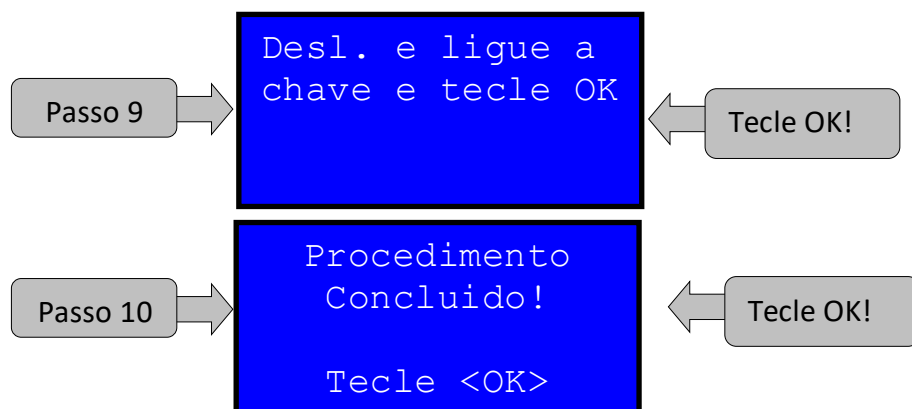 Passo 9
Desl. e ligue a
chave e tecle OK
Tecle OK!
Passo 10
Procedimento
Concluido!
Tecle <OK>
Tecle OK!